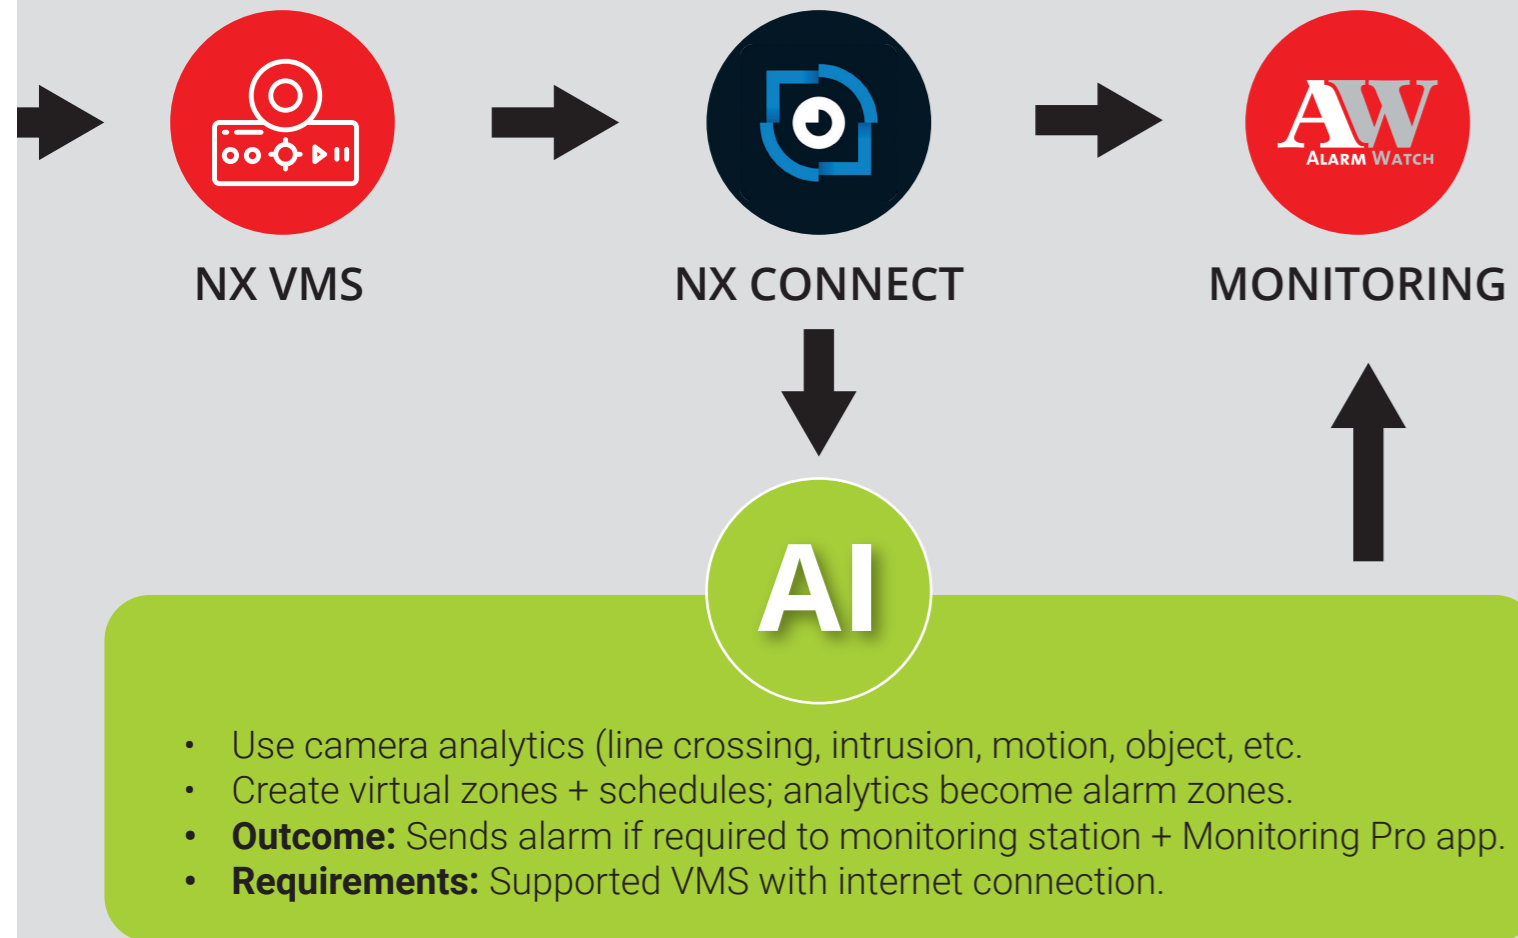 AW
ALARM WATCH
NX VMS
NX CONNECT
MONITORING
AI
• Use camera analytics (line crossing, intrusion, motion, object, etc.
• Create virtual zones + schedules; analytics become alarm zones.
• Outcome: Sends alarm if required to monitoring station + Monitoring Pro app.
• Requirements: Supported VMS with internet connection.